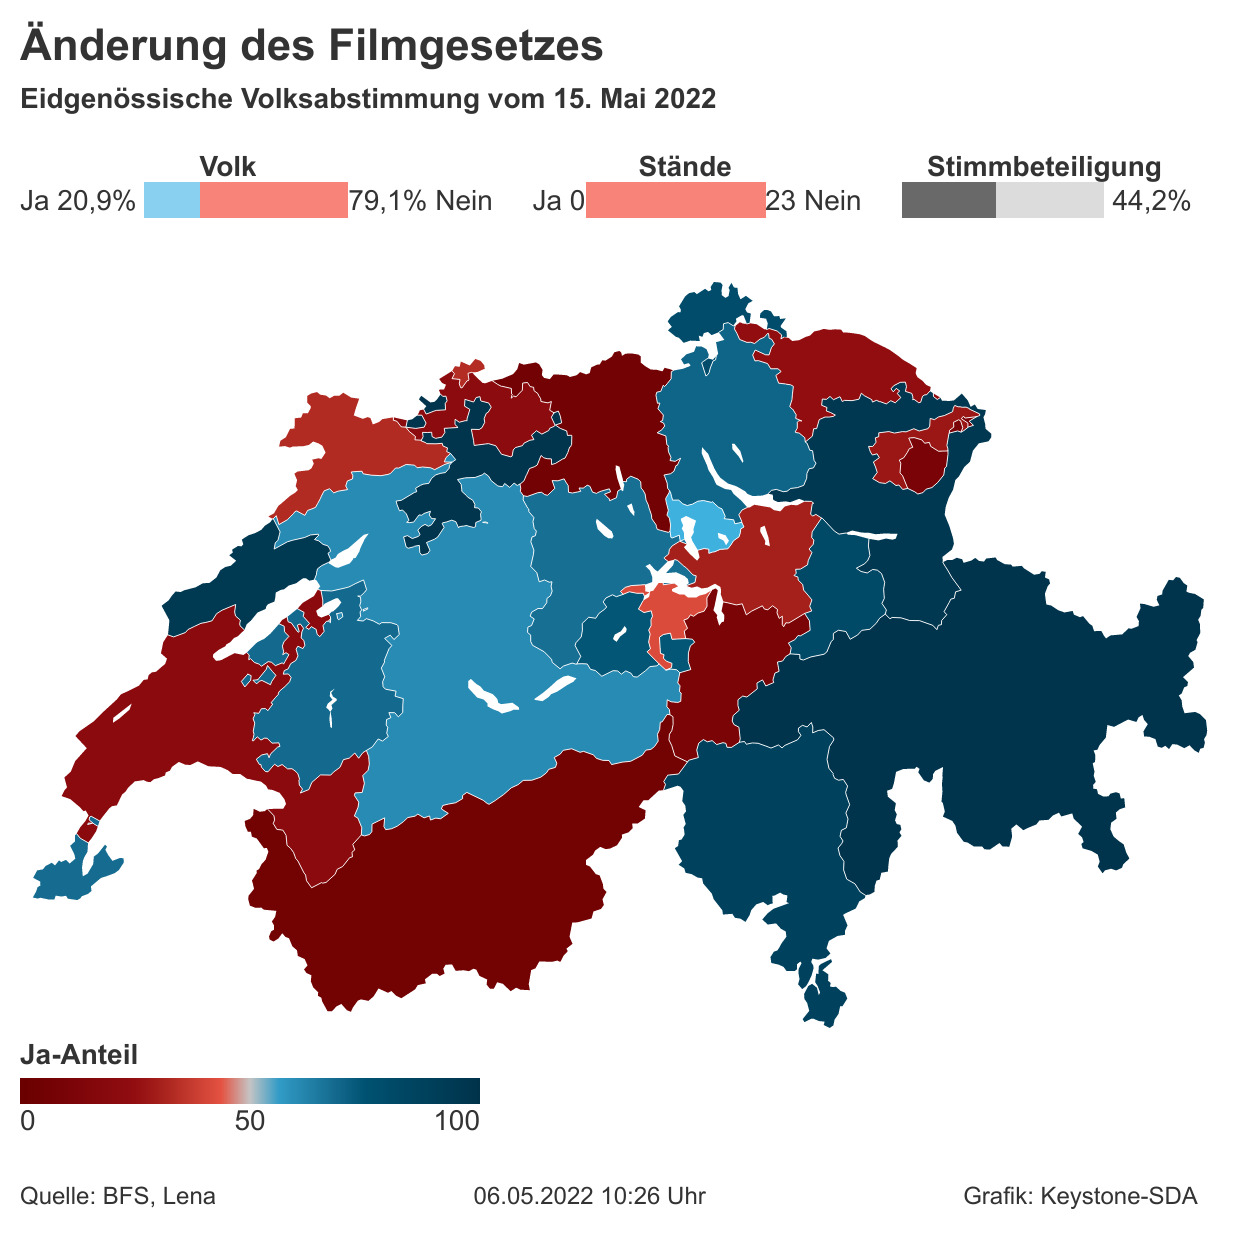 Änderung des Filmgesetzes
Eidgenössische Volksabstimmung vom 15. Mai 2022
Volk Stände Stimmbeteiligung
Ja 20,9% 79,1% Nein Ja 0 23 Nein 44,2%
Ja-Anteil
0 50 100
Quelle: BFS, Lena 06.05.2022 10:26 Uhr Grafik: Keystone-SDA